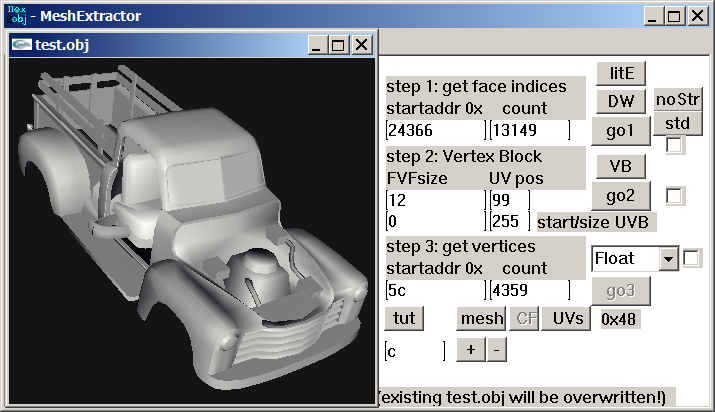 Hex
obj - MeshExtractor
test.obj
litE
step 1: get face indices
DW
noStr
startaddr 0x count
24366 13149
go1
std
step 2: Vertex Block
VB
FVFsize UV pos
12 99
go2
0 255 start/size UVB
step 3: get vertices
Float
startaddr 0x count
5c 4359
go3
tut mesh CF UVs 0x48
c + -
(existing test.obj will be overwritten!)